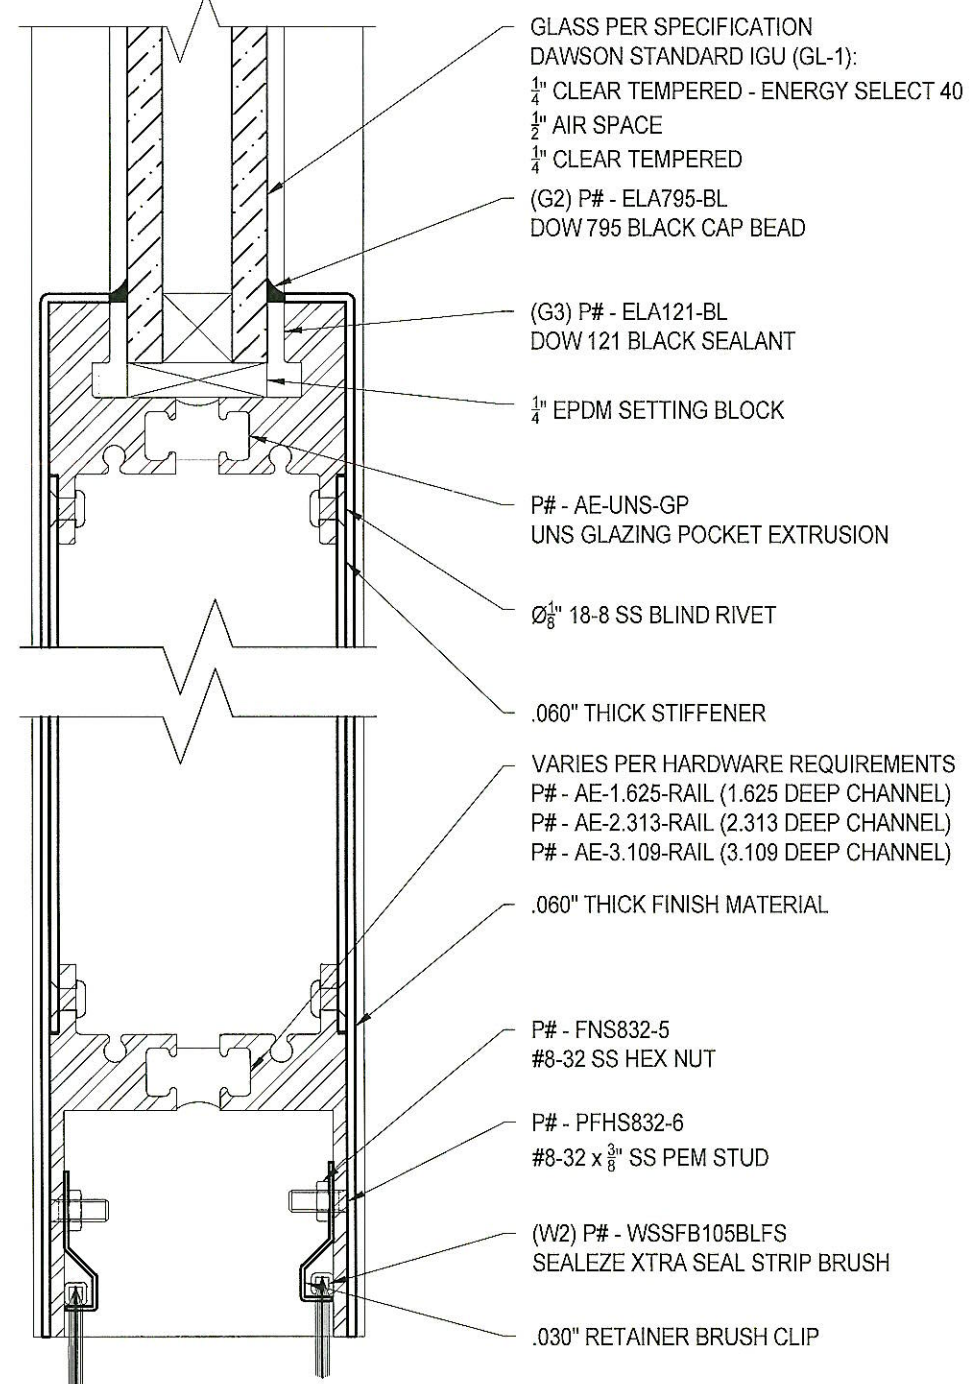 GLASS PER SPECIFICATION
DAWSON STANDARD IGU (GL-1):
1/4" CLEAR TEMPERED - ENERGY SELECT 40
1/2" AIR SPACE
1/4" CLEAR TEMPERED
(G2) P# - ELA795-BL
DOW 795 BLACK CAP BEAD
(G3) P# - ELA121-BL
DOW 121 BLACK SEALANT
1/4" EPDM SETTING BLOCK
P# - AE-UNS-GP
UNS GLAZING POCKET EXTRUSION
Ø1/8" 18-8 SS BLIND RIVET
.060" THICK STIFFENER
VARIES PER HARDWARE REQUIREMENTS
P# - AE-1.625-RAIL (1.625 DEEP CHANNEL)
P# - AE-2.313-RAIL (2.313 DEEP CHANNEL)
P# - AE-3.109-RAIL (3.109 DEEP CHANNEL)
.060" THICK FINISH MATERIAL
P# - FNS832-5
#8-32 SS HEX NUT
P# - PFHS832-6
#8-32 x 3/8" SS PEM STUD
(W2) P# - WSSFB105BLFS
SEALEZE XTRA SEAL STRIP BRUSH
.030" RETAINER BRUSH CLIP